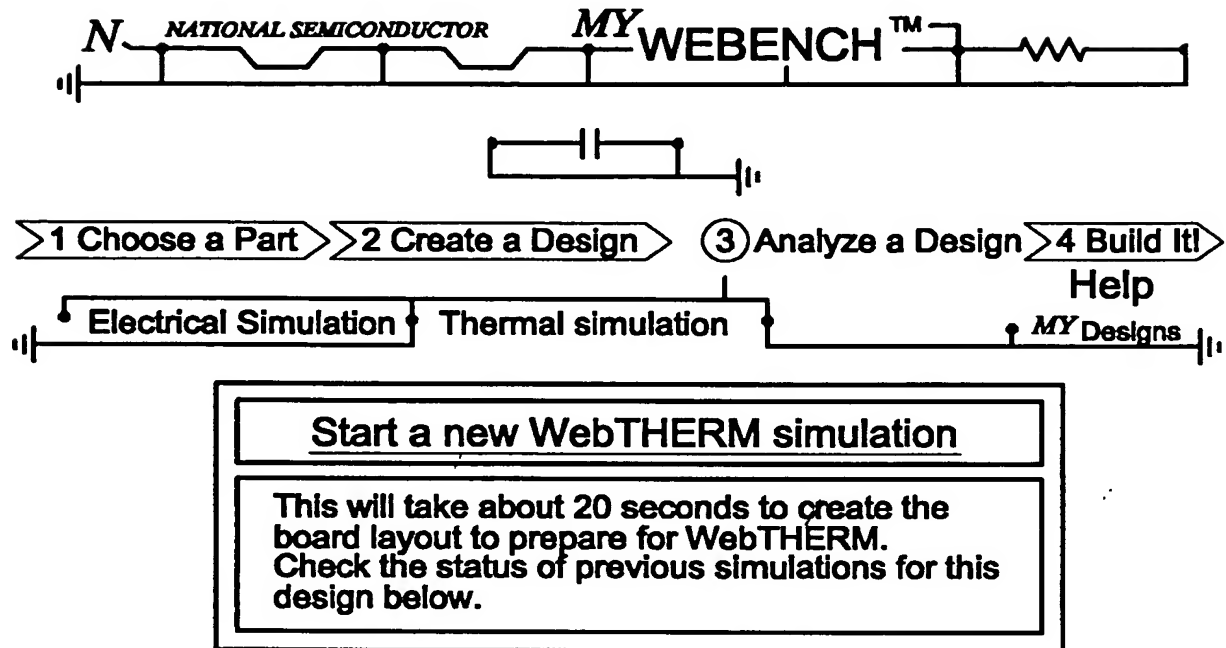 N NATIONAL SEMICONDUCTOR MY WEBENCH™
1 Choose a Part 2 Create a Design 3 Analyze a Design 4 Build It!
Help
Electrical Simulation Thermal simulation MY Designs
Start a new WebTHERM simulation
This will take about 20 seconds to create the
board layout to prepare for WebTHERM.
Check the status of previous simulations for this
design below.